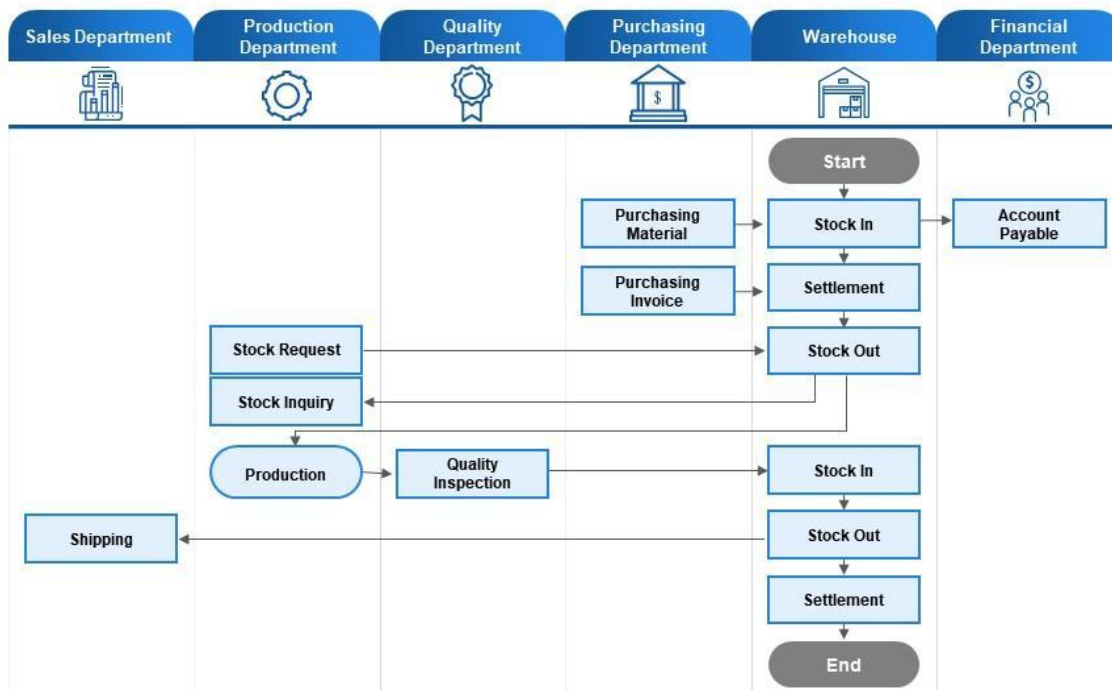 Sales Department
Production
Department
Quality
Department
Purchasing
Department
Warehouse
Financial
Department
$
$
Start
Purchasing
Material
Stock In
Account
Payable
Purchasing
Invoice
Settlement
Stock Request
Stock Out
Stock Inquiry
Production
Quality
Inspection
Stock In
Shipping
Stock Out
Settlement
End